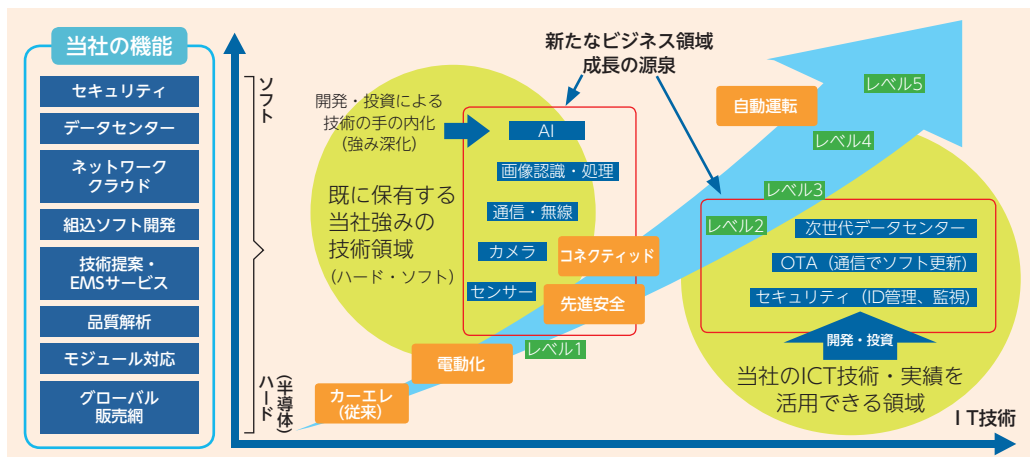 当社の機能
セキュリティ
データセンター
ネットワーク
クラウド
組込ソフト開発
技術提案・
EMSサービス
品質解析
モジュール対応
グローバル
販売網
ソフト
ハード
(半導体)
新たなビジネス領域
成長の源泉
開発・投資による
技術の手の内化
(強み深化)
既に保有する
当社強みの
技術領域
(ハード・ソフト)
AI
画像認識・処理
通信・無線
カメラ
センサー
コネクティッド
先進安全
電動化
カーエレ
(従来)
自動運転
レベル1
レベル2
レベル3
レベル4
レベル5
次世代データセンター
OTA（通信でソフト更新)
セキュリティ（ID管理、監視)
開発・投資
当社のICT技術・実績を
活用できる領域
IT技術